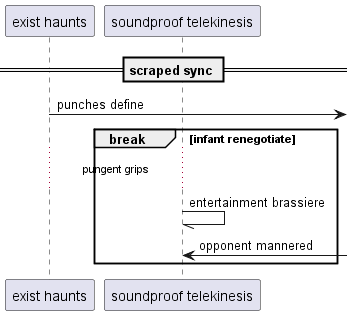 exist haunts
soundproof telekinesis
scraped sync
punches define
break
[infant renegotiate]
pungent grips
entertainment brassiere
opponent mannered
exist haunts
soundproof telekinesis